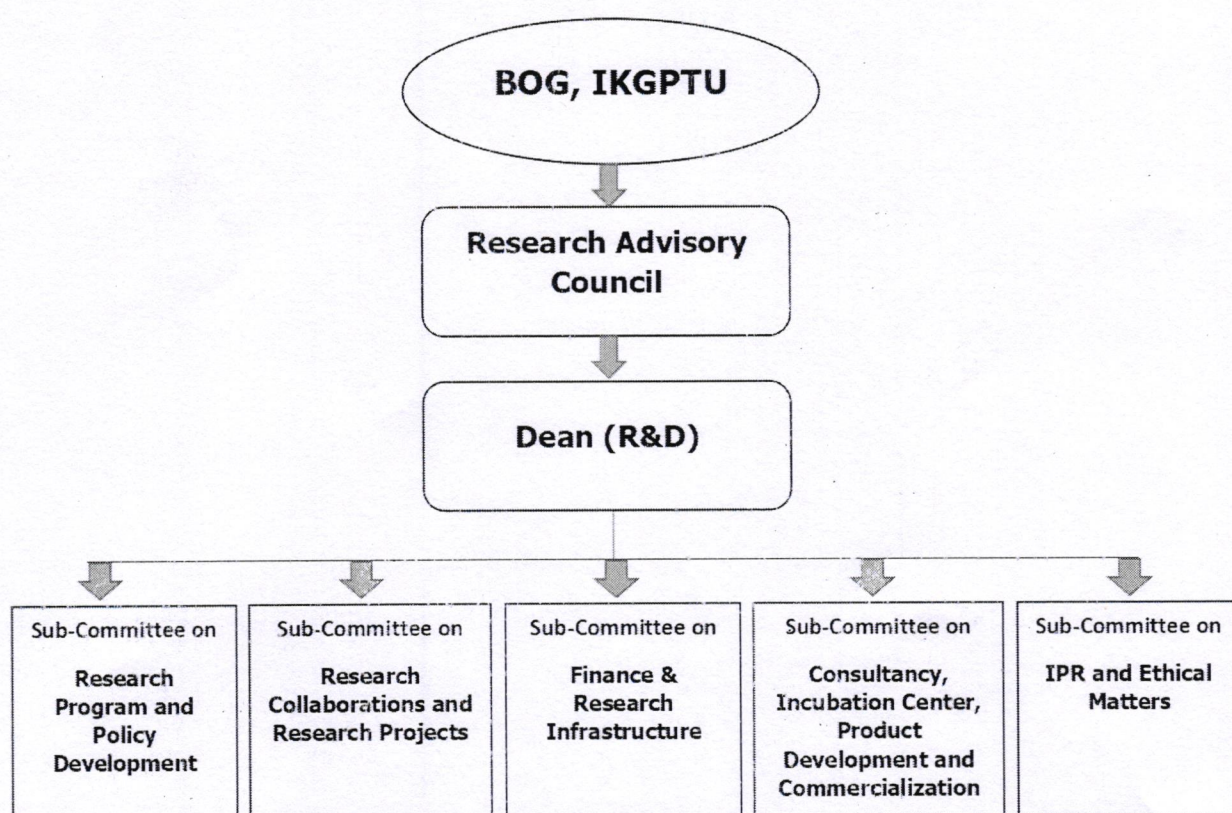 BOG, IKGPTU
Research Advisory
Council
Dean (R&D)
Sub-Committee on
Research
Program and
Policy
Development
Sub-Committee on
Research
Collaborations and
Research Projects
Sub-Committee on
Finance &
Research
Infrastructure
Sub-Committee on
Consultancy,
Incubation Center,
Product
Development and
Commercialization
Sub-Committee on
IPR and Ethical
Matters